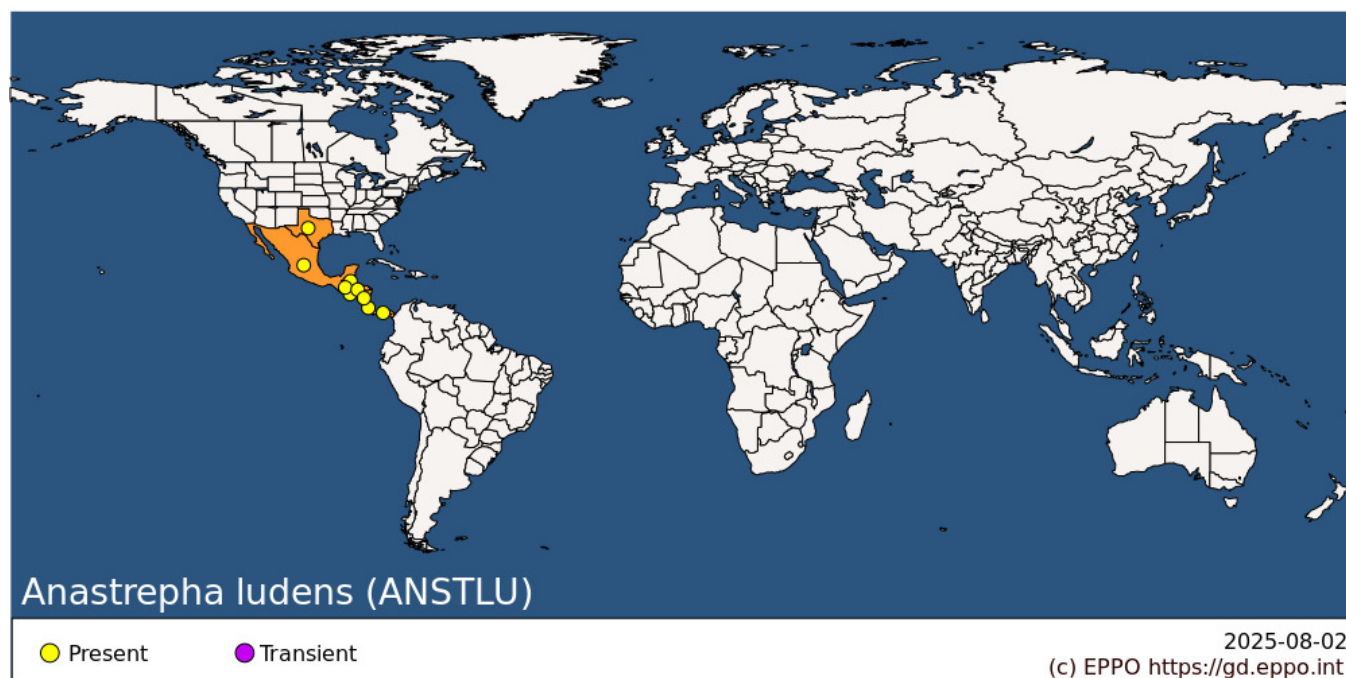 Anastrepha ludens (ANSTLU)
Present
Transient
2025-08-02
(c) EPPO https://gd.eppo.int